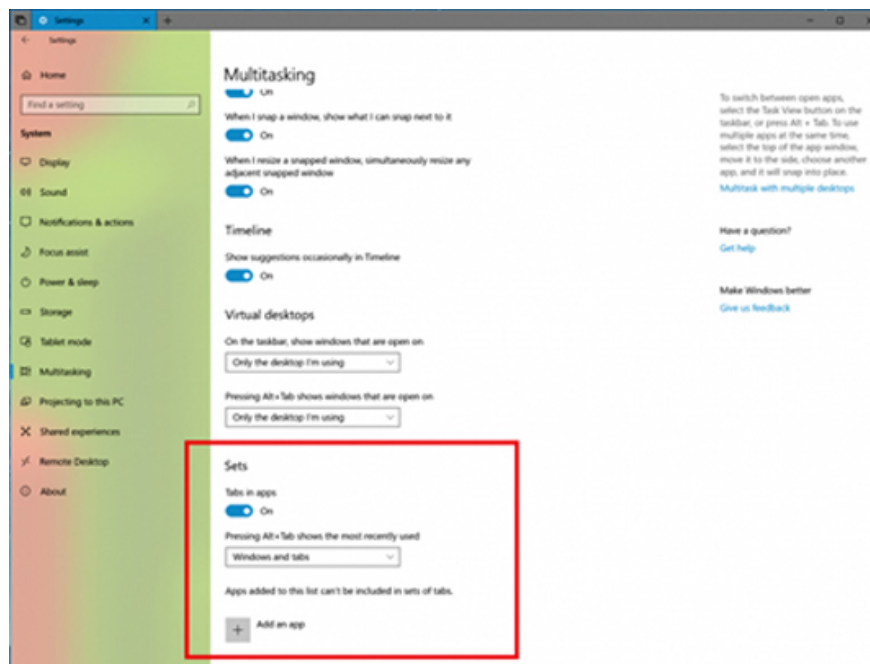 Settings
Settings
Home
Find a setting
System
Display
Sound
Notifications & actions
Focus assist
Power & sleep
Storage
Tablet mode
Multitasking
Projecting to this PC
Shared experiences
Remote Desktop
About
Multitasking
On
When I snap a window, show what I can snap next to it
On
When I resize a snapped window, simultaneously resize any
adjacent snapped window
On
Timeline
Show suggestions occasionally in Timeline
On
Virtual desktops
On the taskbar, show windows that are open on
Only the desktop I'm using
Pressing Alt+Tab shows windows that are open on
Only the desktop I'm using
Sets
Tabs in apps
On
Pressing Alt+Tab shows the most recently used
Windows and tabs
Apps added to this list can't be included in sets of tabs.
Add an app
To switch between open apps,
select the Task View button on the
taskbar, or press Alt + Tab. To use
multiple apps at the same time,
select the top of the app window,
move it to the side, choose another
app, and it will snap into place.
Multitask with multiple desktops
Have a question?
Get help
Make Windows better
Give us feedback